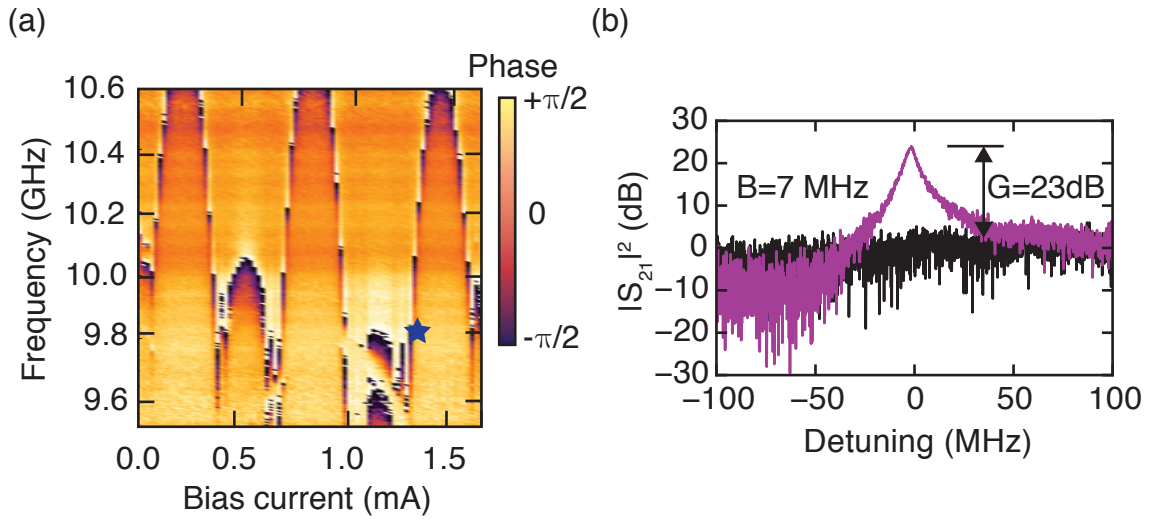 (a)
Phase
+π/2
0
-π/2
10.6
10.4
10.2
10.0
9.8
9.6
Frequency (GHz)
0.0 0.5 1.0 1.5
Bias current (mA)
(b)
30
20
10
0
−10
−20
−30
|S21|² (dB)
B=7 MHz
G=23dB
−100 −50 0 50 100
Detuning (MHz)